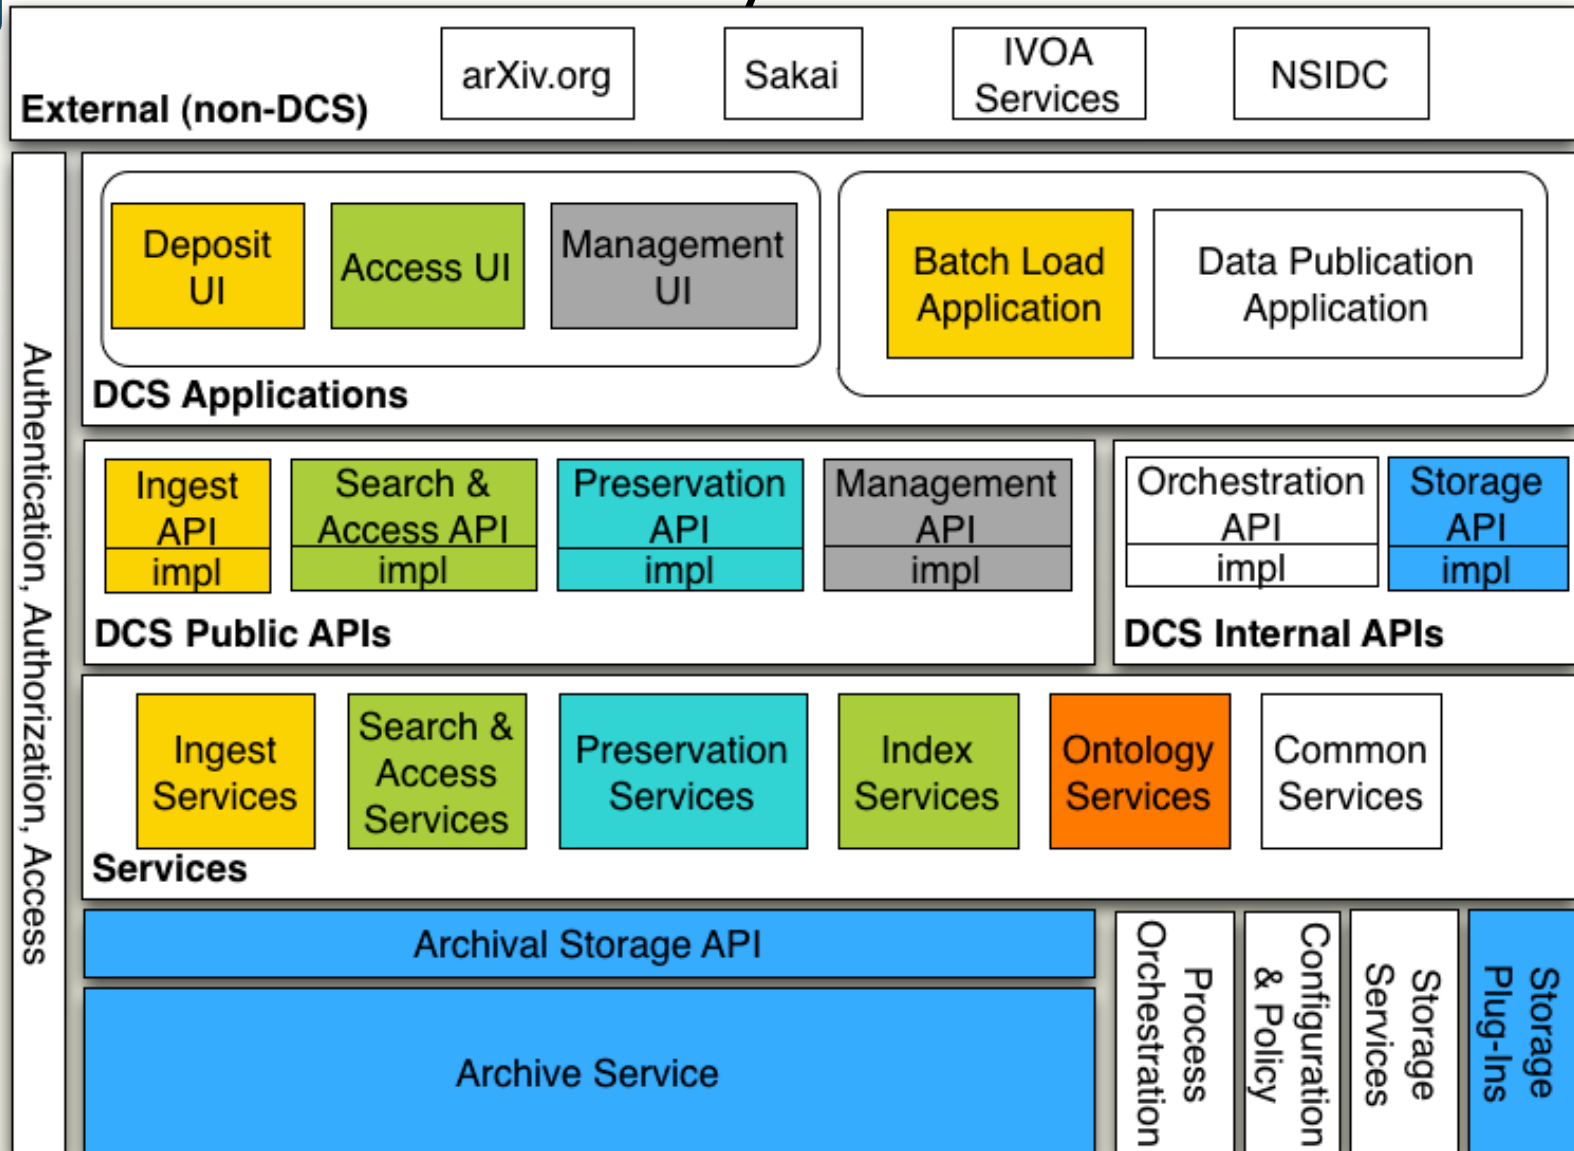 arXiv.org
Sakai
IVOA
Services
NSIDC
External (non-DCS)
Authentication, Authorization, Access
Deposit
UI
Access UI
Management
UI
Batch Load
Application
Data Publication
Application
DCS Applications
Ingest
API
impl
Search &
Access API
impl
Preservation
API
impl
Management
API
impl
DCS Public APIs
Orchestration
API
impl
Storage
API
impl
DCS Internal APIs
Ingest
Services
Search &
Access
Services
Preservation
Services
Index
Services
Ontology
Services
Common
Services
Services
Archival Storage API
Archive Service
Process
Orchestration
Configuration
& Policy
Storage
Services
Storage
Plug-Ins